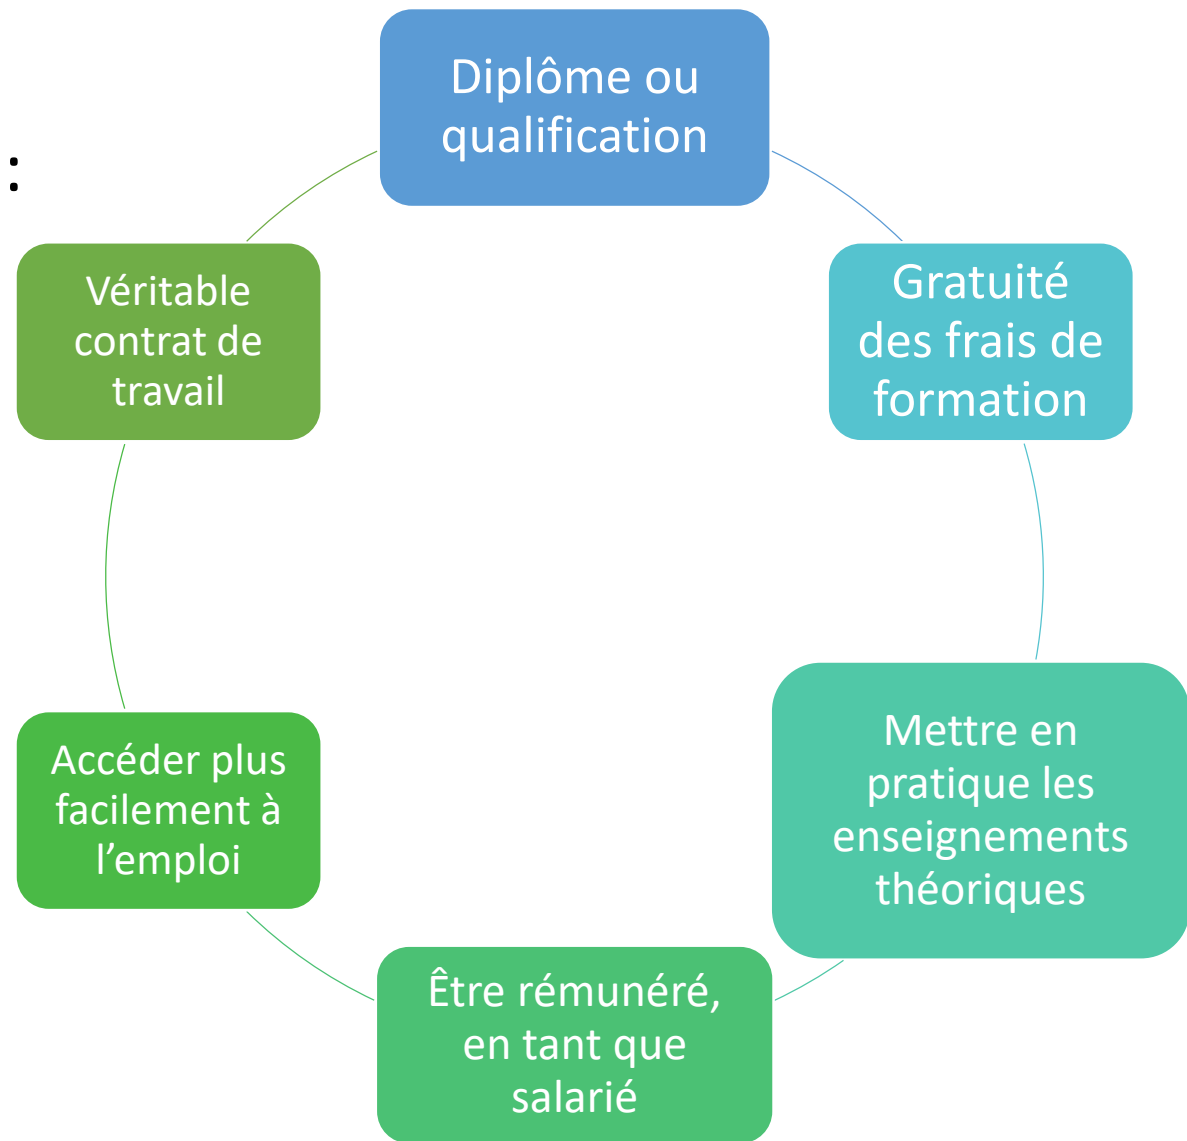 :
Diplôme ou
qualification
Gratuité
des frais de
formation
Mettre en
pratique les
enseignements
théoriques
Être rémunéré,
en tant que
salarié
Accéder plus
facilement à
l’emploi
Véritable
contrat de
travail